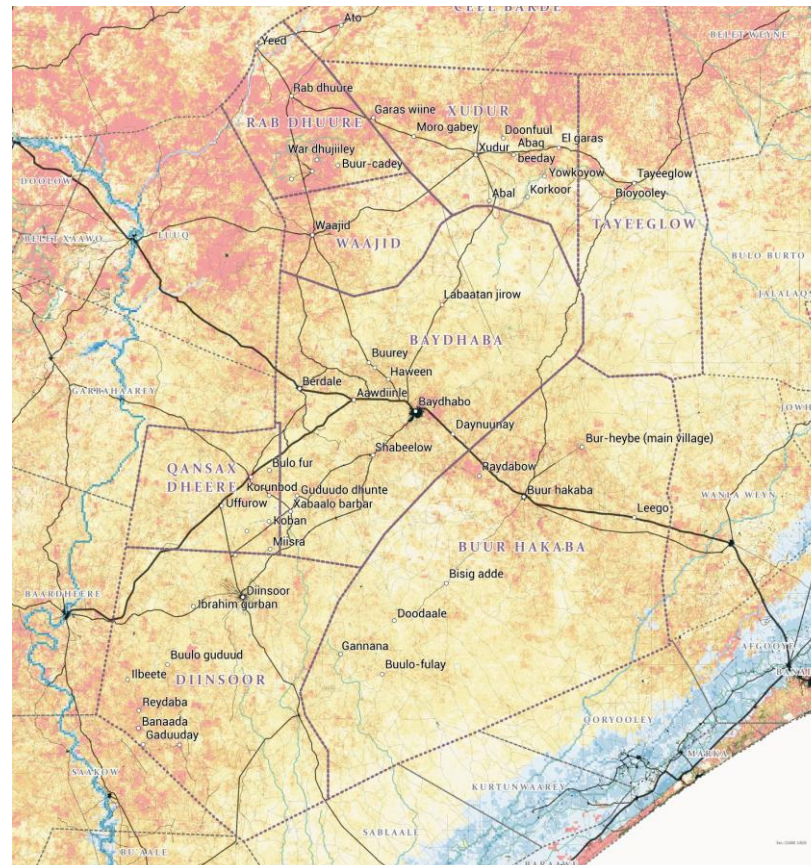 CEEL BARDE
Ato
Yeed
BELET WEYNE
Rab dhuure
RAB DHUURE
Garas wiine
XUDUR
Moro gabey
Doonfuul
El garas
Abaq
beeday
Xudur
War dhujiiley
Buur-cadey
Yowkoyow
Tayeeglow
DOOLOW
Abal
Korkoor
Bioyooley
TAYEEGLOW
Waajid
WAAJID
BELET XAAWO
LUUQ
BULO BURTO
JALALAQ
Labaatan jirow
BAYDHABA
Buurey
Haween
GARBAHAAREY
Berdale
Aawdiinle
Baydhabo
JOWH
Daynuunay
Shabeelow
Bur-heybe (main village)
QANSAX
DHEERE
Bulo fur
Raydabow
Korunbod
Guduudo dhunte
Xabaalo barbar
Uffurow
Buur hakaba
WANLA WEYN
Leego
Koban
BUUR HAKABA
Miisra
Bisig adde
BAARDHEERE
Diinsoor
Ibrahim gurban
Doodaale
AFGOOYE
Gannana
Buulo guduud
BANA
Ilbeete
DIINSOOR
Buulo-fulay
Reydaba
Banaada
QORYOOLEY
Gaduuday
MARKA
SAAKOW
KURTUNWAAREY
SABLAALE
BU'AALE
BARAAWE